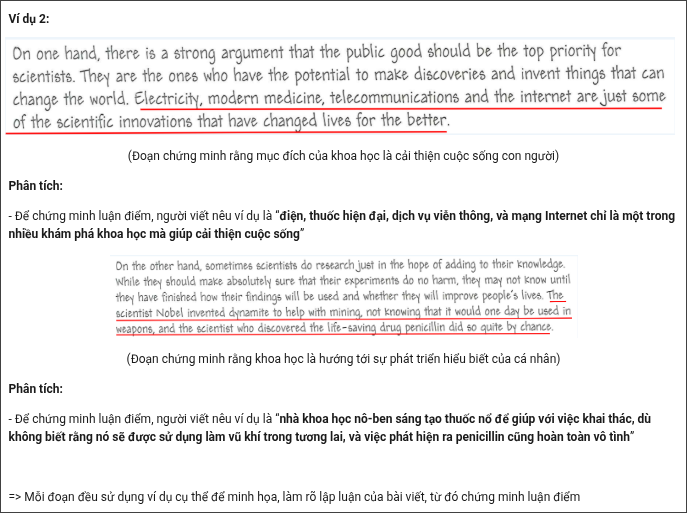 Ví dụ 2:
On one hand, there is a strong argument that the public good should be the top priority for
scientists. They are the ones who have the potential to make discoveries and invent things that can
change the world. Electricity, modern medicine, telecommunications and the internet are just some
of the scientific innovations that have changed lives for the better.
(Đoạn chứng minh rằng mục đích của khoa học là cải thiện cuộc sống con người)
Phân tích:
- Để chứng minh luận điểm, người viết nêu ví dụ là “điện, thuốc hiện đại, dịch vụ viễn thông, và mạng Internet chỉ là một trong
nhiều khám phá khoa học mà giúp cải thiện cuộc sống”
On the other hand, sometimes scientists do research just in the hope of adding to their knowledge.
While they should make absolutely sure that their experiments do no harm, they may not know until
they have finished how their findings will be used and whether they will improve people's lives. The
scientist Nobel invented dynamite to help with mining, not knowing that it would one day be used in
weapons, and the scientist who discovered the life-saving drug penicillin did so quite by chance.
(Đoạn chứng minh rằng khoa học là hướng tới sự phát triển hiểu biết của cá nhân)
Phân tích:
- Để chứng minh luận điểm, người viết nêu ví dụ là “nhà khoa học nô-ben sáng tạo thuốc nổ để giúp với việc khai thác, dù
không biết rằng nó sẽ được sử dụng làm vũ khí trong tương lai, và việc phát hiện ra penicillin cũng hoàn toàn vô tình”
=> Mỗi đoạn đều sử dụng ví dụ cụ thể để minh họa, làm rõ lập luận của bài viết, từ đó chứng minh luận điểm